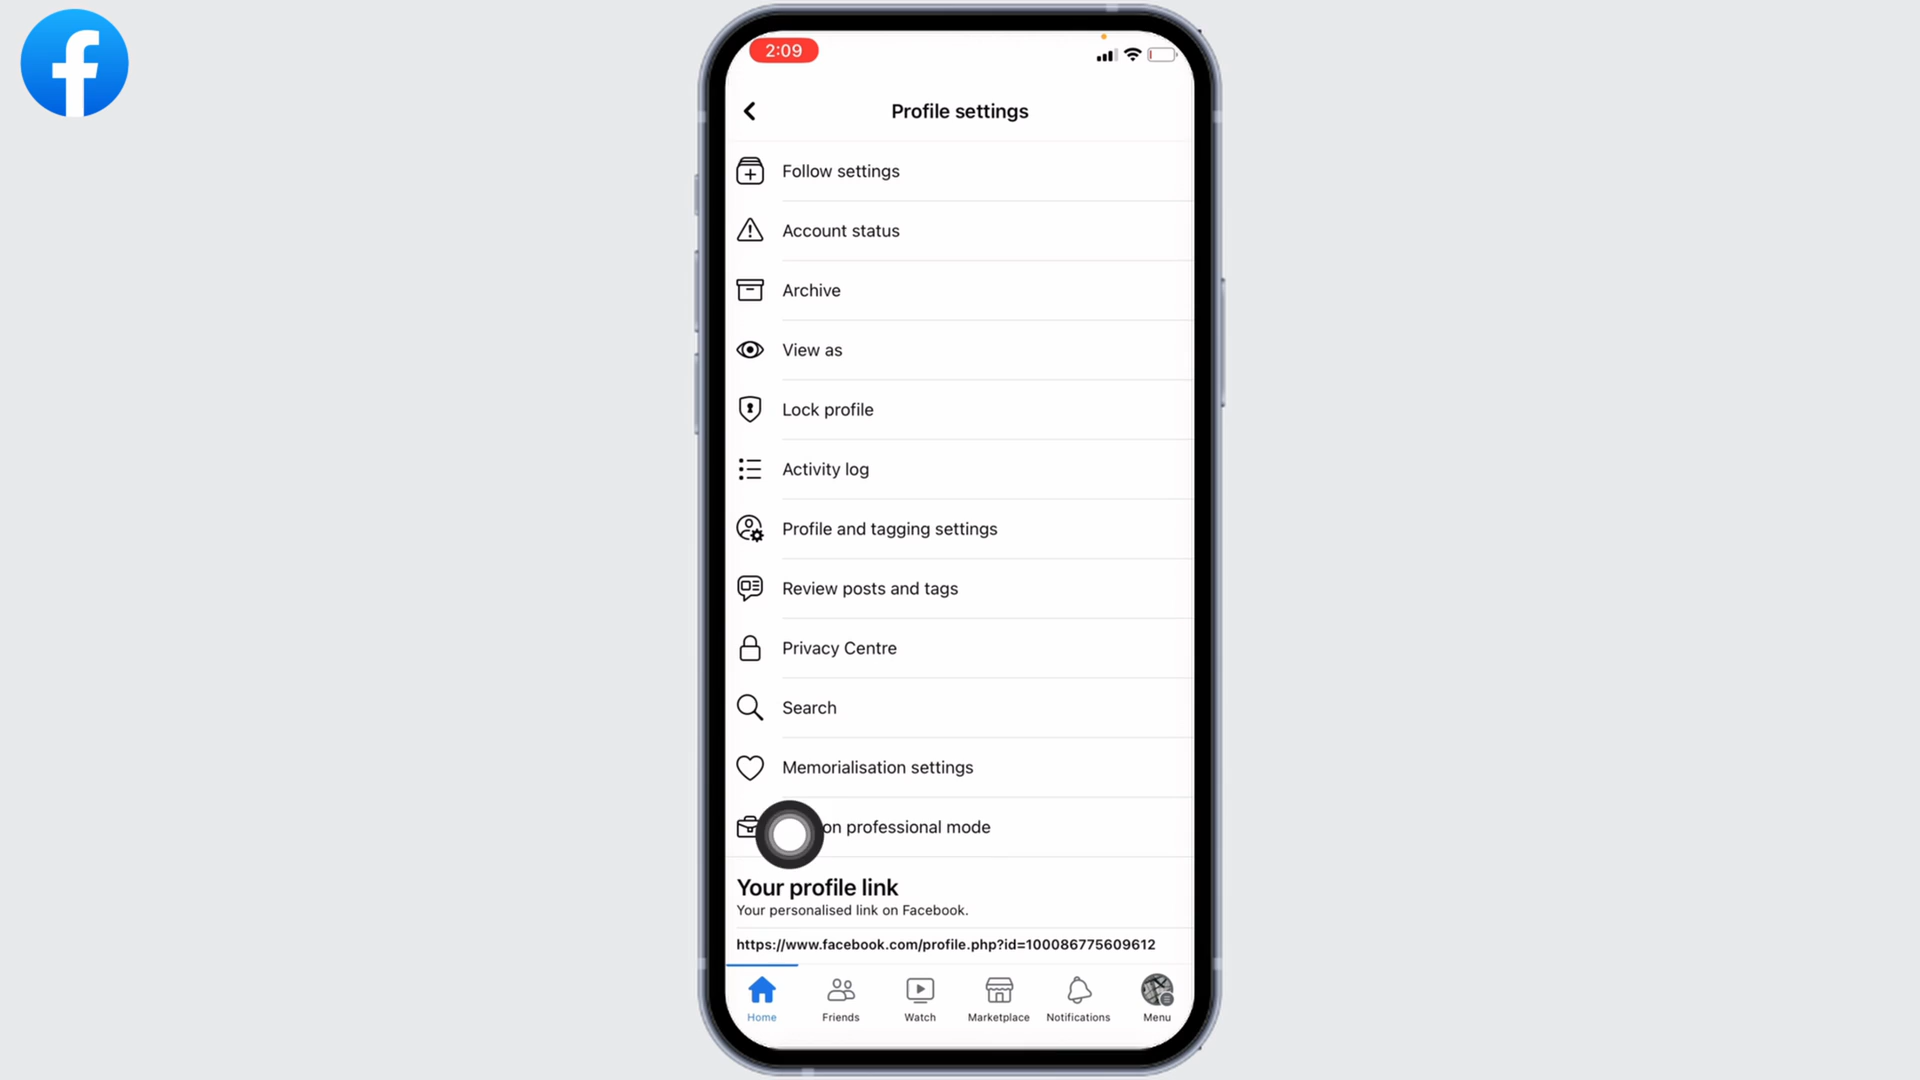 2:09
Profile settings
Follow settings
Account status
Archive
View as
Lock profile
Activity log
Profile and tagging settings
Review posts and tags
Privacy Centre
Search
Memorialisation settings
on professional mode
Your profile link
Your personalised link on Facebook.
https://www.facebook.com/profile.php?id=100086775609612
Home Friends Watch Marketplace Notifications Menu